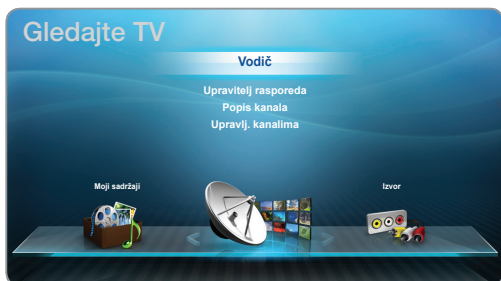 Gledajte TV
Vodič
Upravitelj rasporeda
Popis kanala
Upravlj. kanalima
Moji sadržaji
Izvor